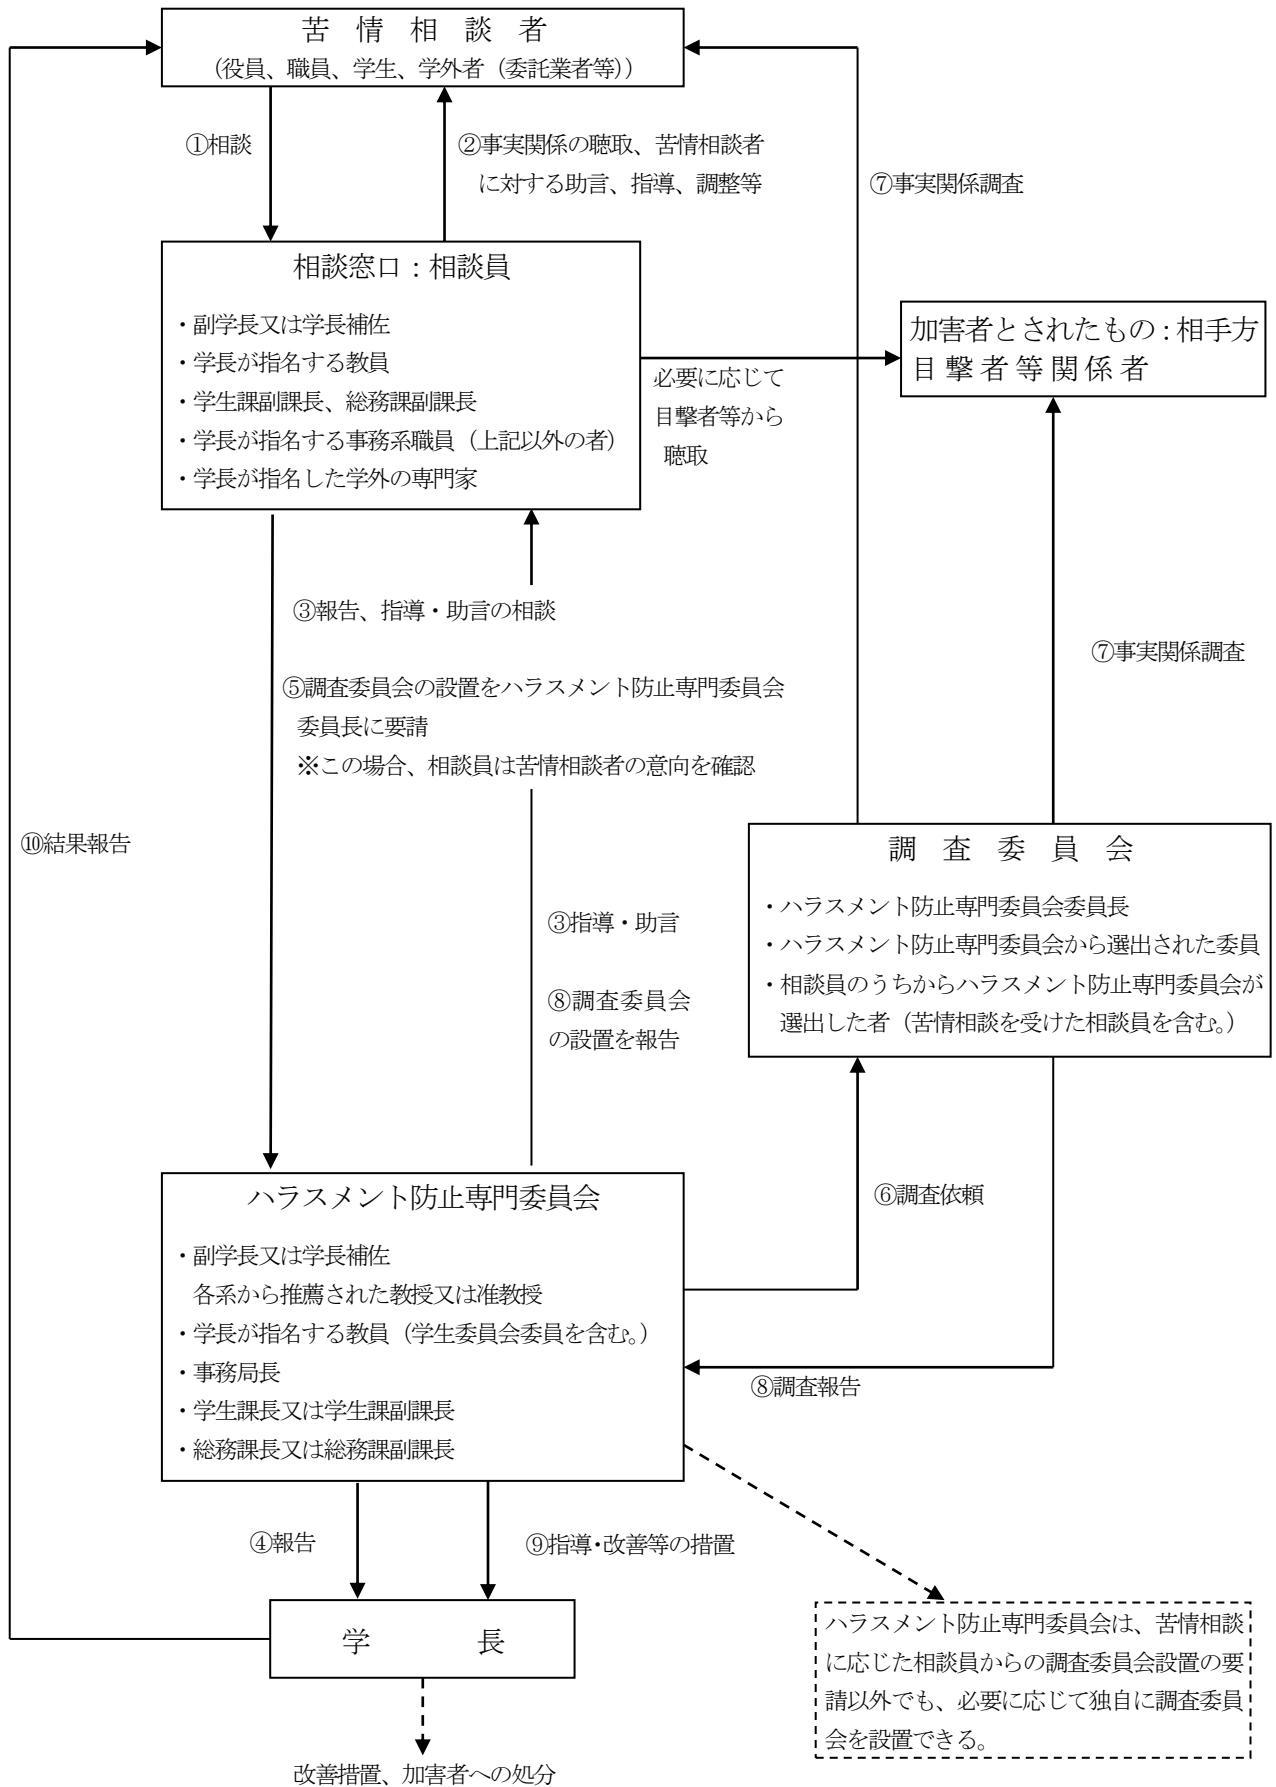 苦情相談者
(役員、職員、学生、学外者（委託業者等）)
①相談
②事実関係の聴取、苦情相談者
に対する助言、指導、調整等
⑦事実関係調査
相談窓口：相談員
・副学長又は学長補佐
・学長が指名する教員
・学生課副課長、総務課副課長
・学長が指名する事務系職員（上記以外の者）
・学長が指名した学外の専門家
加害者とされたもの：相手方
目撃者等関係者
必要に応じて
目撃者等から
聴取
③報告、指導・助言の相談
⑦事実関係調査
⑤調査委員会の設置をハラスメント防止専門委員会
委員長に要請
※この場合、相談員は苦情相談者の意向を確認
⑩結果報告
調査委員会
・ハラスメント防止専門委員会委員長
・ハラスメント防止専門委員会から選出された委員
・相談員のうちからハラスメント防止専門委員会が
選出した者（苦情相談を受けた相談員を含む。）
③指導・助言
⑧調査委員会
の設置を報告
ハラスメント防止専門委員会
・副学長又は学長補佐
各系から推薦された教授又は准教授
・学長が指名する教員（学生委員会委員を含む。）
・事務局長
・学生課長又は学生課副課長
・総務課長又は総務課副課長
⑥調査依頼
⑧調査報告
④報告
⑨指導・改善等の措置
学長
ハラスメント防止専門委員会は、苦情相談
に応じた相談員からの調査委員会設置の要
請以外でも、必要に応じて独自に調査委員
会を設置できる。
改善措置、加害者への処分